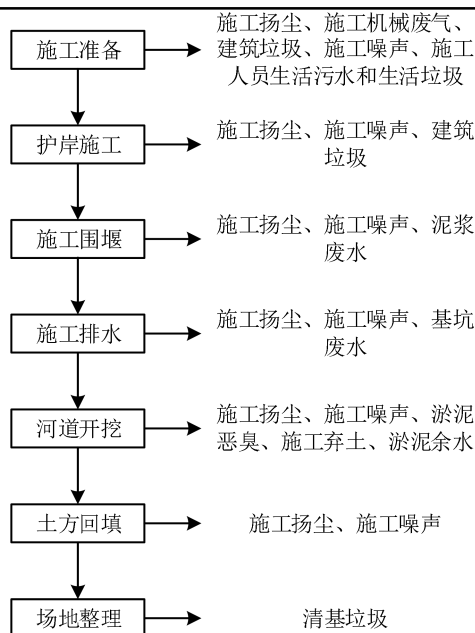 施工准备
施工扬尘、施工机械废气、
建筑垃圾、施工噪声、施工
人员生活污水和生活垃圾
护岸施工
施工扬尘、施工噪声、建筑
垃圾
施工围堰
施工扬尘、施工噪声、泥浆
废水
施工排水
施工扬尘、施工噪声、基坑
废水
河道开挖
施工扬尘、施工噪声、淤泥
恶臭、施工弃土、淤泥余水
土方回填
施工扬尘、施工噪声
场地整理
清基垃圾